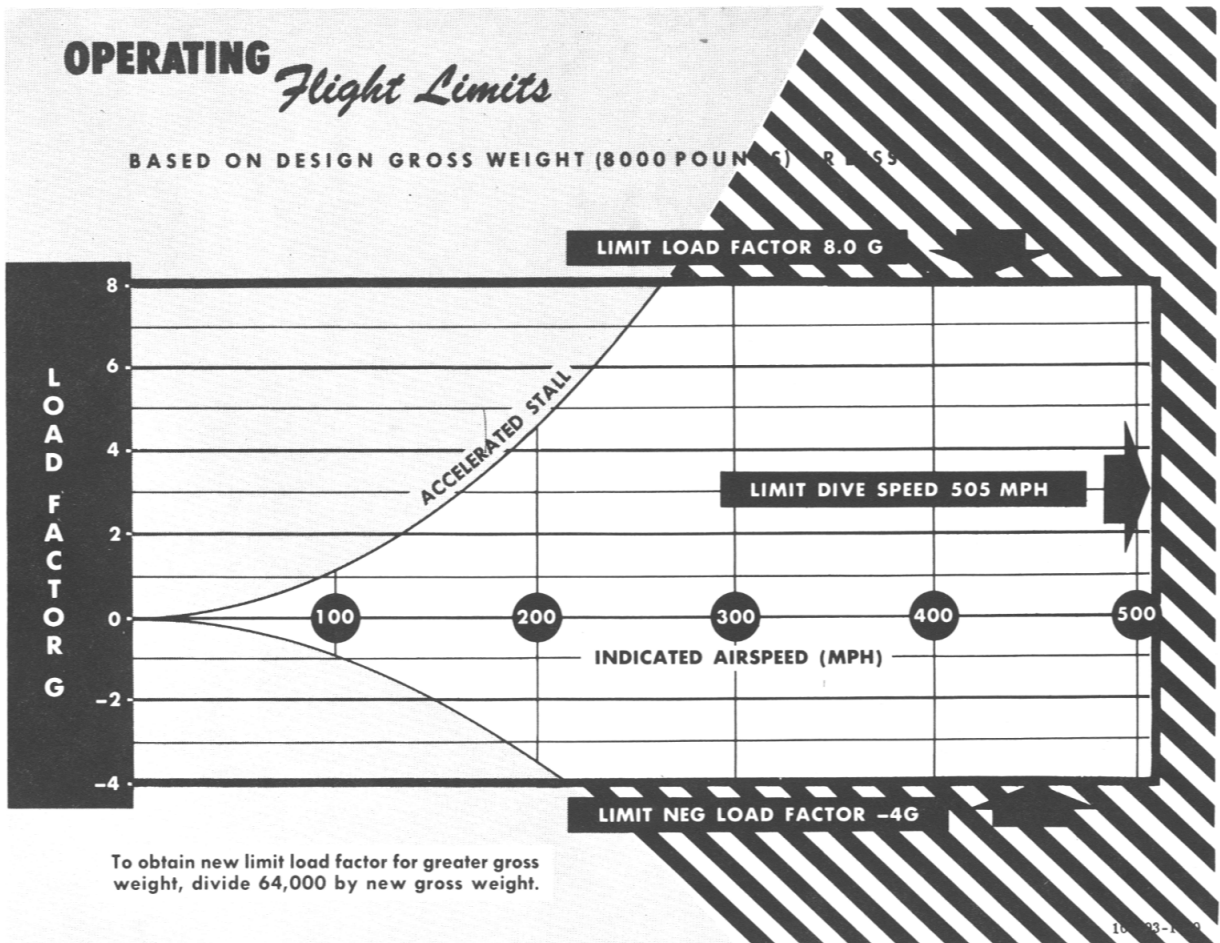 OPERATING
Flight Limits
BASED ON DESIGN GROSS WEIGHT (8000 POUNDS) OR LESS
LIMIT LOAD FACTOR 8.0 G
LOAD FACTOR G
8
6
4
2
0
-2
-4
ACCELERATED STALL
LIMIT DIVE SPEED 505 MPH
100
200
300
400
500
INDICATED AIRSPEED (MPH)
LIMIT NEG LOAD FACTOR -4G
To obtain new limit load factor for greater gross
weight, divide 64,000 by new gross weight.